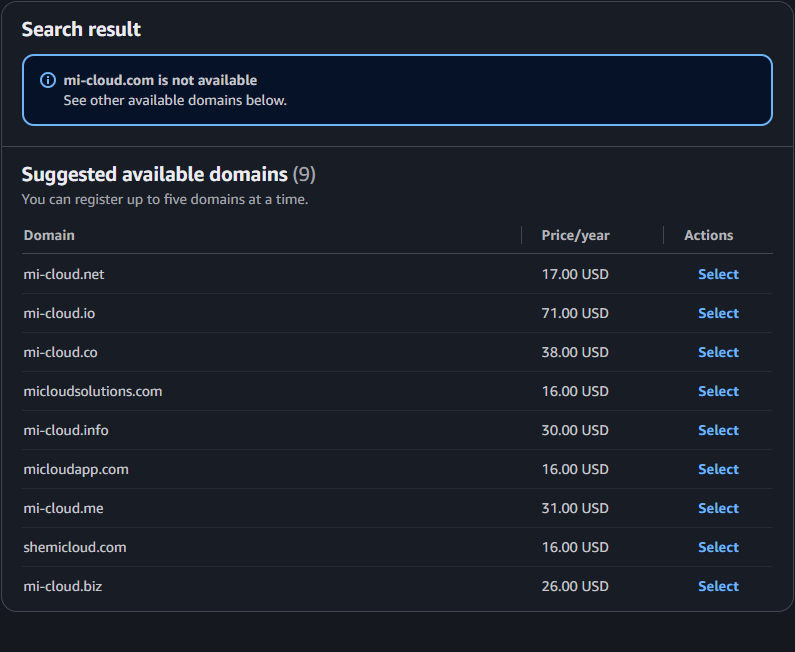 Search result
mi-cloud.com is not available
See other available domains below.
Suggested available domains (9)
You can register up to five domains at a time.
Domain Price/year Actions
mi-cloud.net 17.00 USD Select
mi-cloud.io 71.00 USD Select
mi-cloud.co 38.00 USD Select
micloudsolutions.com 16.00 USD Select
mi-cloud.info 30.00 USD Select
micloudapp.com 16.00 USD Select
mi-cloud.me 31.00 USD Select
shemicloud.com 16.00 USD Select
mi-cloud.biz 26.00 USD Select